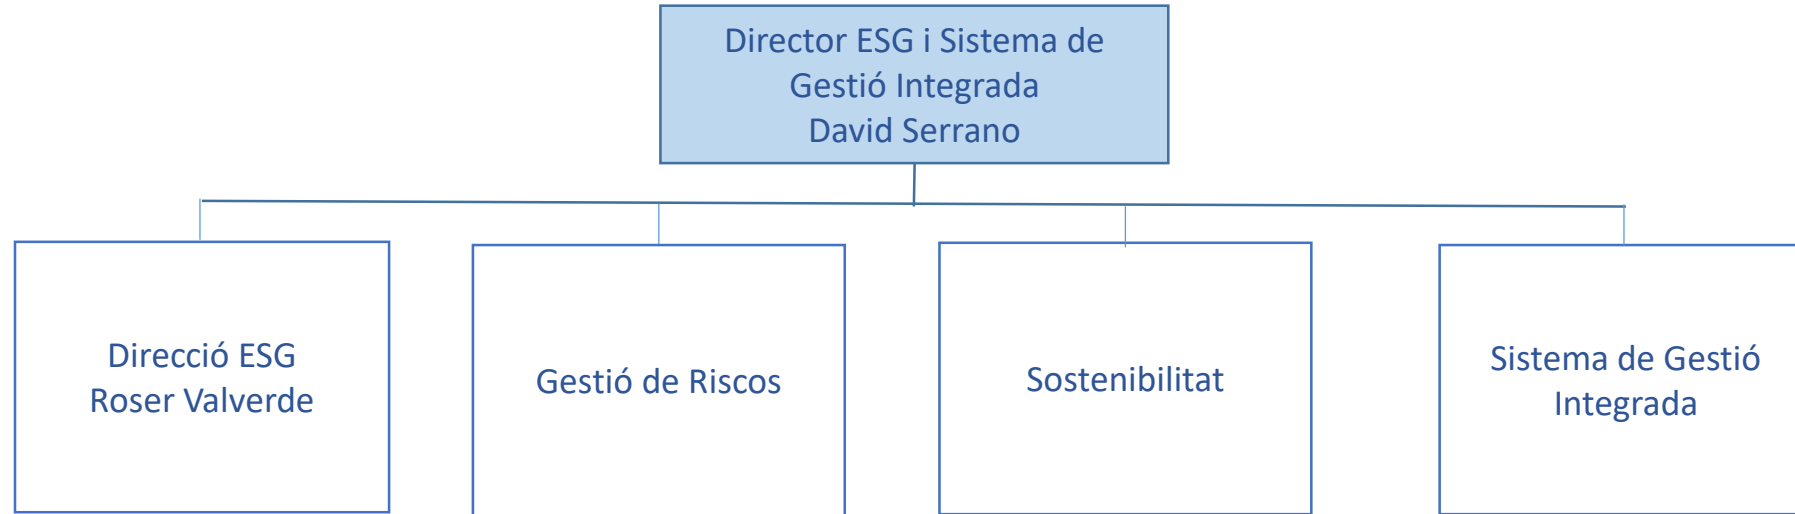 Director ESG i Sistema de
Gestió Integrada
David Serrano
Direcció ESG
Roser Valverde
Gestió de Riscos
Sostenibilitat
Sistema de Gestió
Integrada